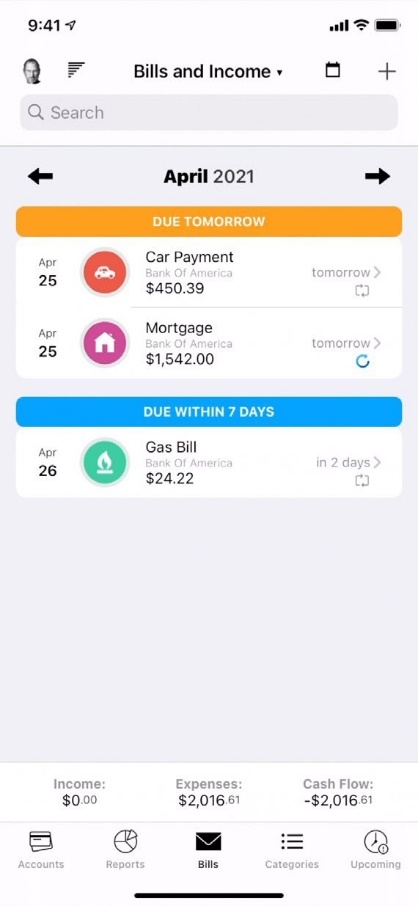 9:41
Bills and Income ▾
Search
April 2021
DUE TOMORROW
Apr
25
Car Payment
Bank Of America
$450.39
tomorrow
Apr
25
Mortgage
Bank Of America
$1,542.00
tomorrow
DUE WITHIN 7 DAYS
Apr
26
Gas Bill
Bank Of America
$24.22
in 2 days
Income: Expenses: Cash Flow:
$0.00 $2,016.61 -$2,016.61
Accounts Reports Bills Categories Upcoming